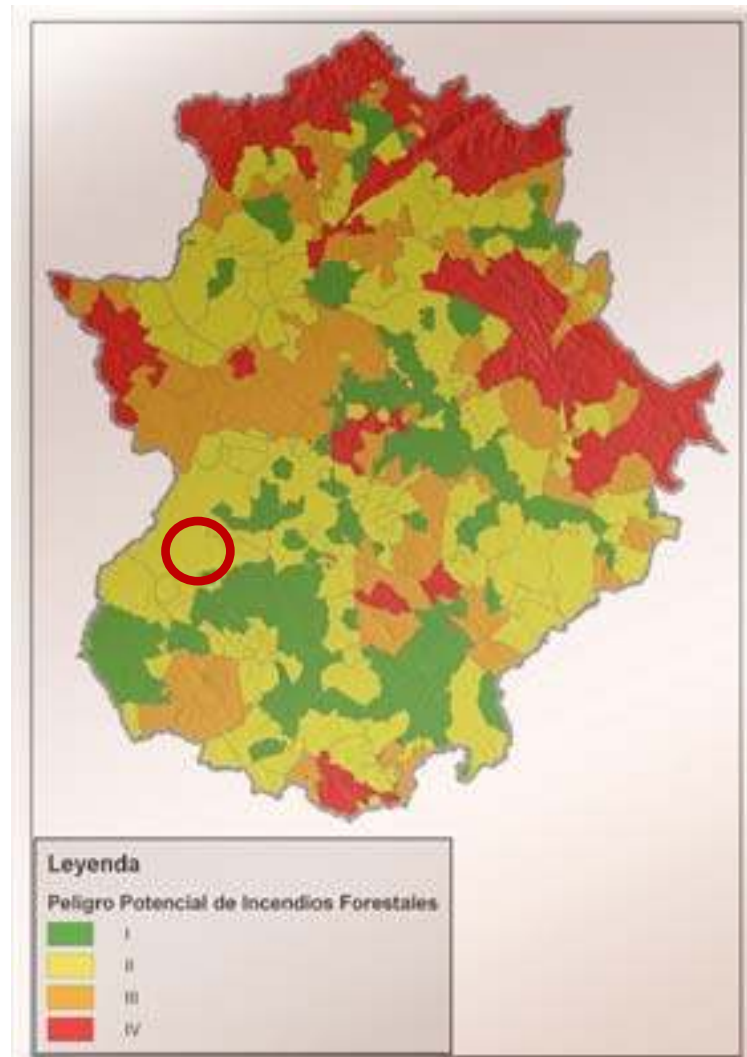 Leyenda
Peligro Potencial de Incendios Forestales
I
II
III
IV